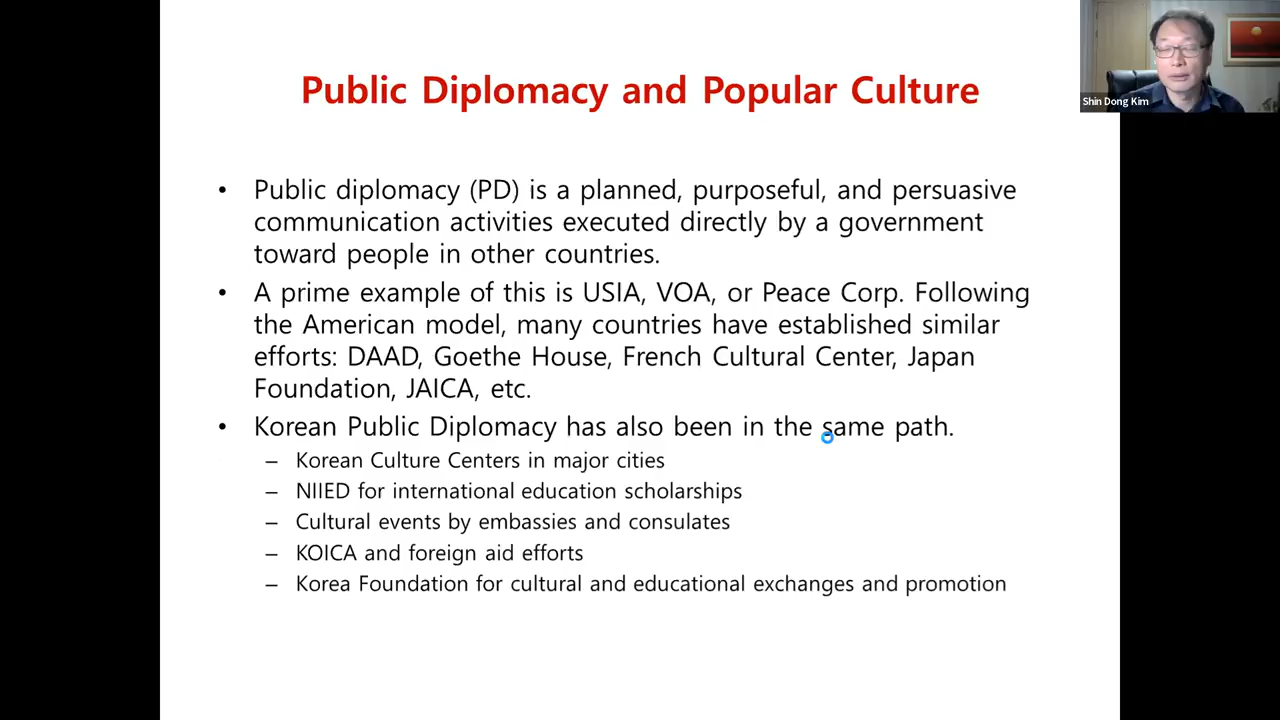 Public Diplomacy and Popular Culture
Shin Dong Kim
• Public diplomacy (PD) is a planned, purposeful, and persuasive
communication activities executed directly by a government
toward people in other countries.
• A prime example of this is USIA, VOA, or Peace Corp. Following
the American model, many countries have established similar
efforts: DAAD, Goethe House, French Cultural Center, Japan
Foundation, JAICA, etc.
• Korean Public Diplomacy has also been in the same path.
– Korean Culture Centers in major cities
– NIIED for international education scholarships
– Cultural events by embassies and consulates
– KOICA and foreign aid efforts
– Korea Foundation for cultural and educational exchanges and promotion